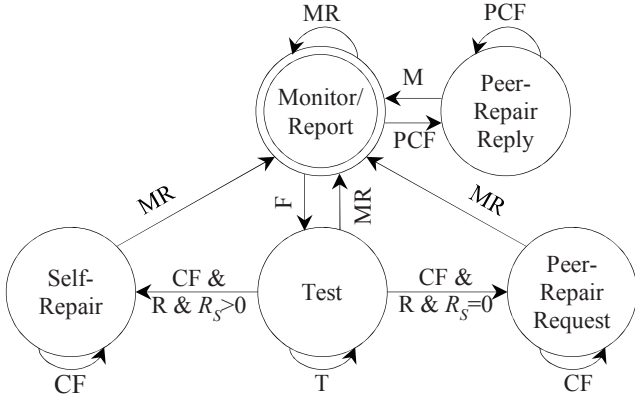 MR
PCF
Monitor/
Report
M
PCF
Peer-
Repair
Reply
MR
F
MR
MR
Self-
Repair
CF &
R & R_S>0
Test
CF &
R & R_S=0
Peer-
Repair
Request
CF
T
CF